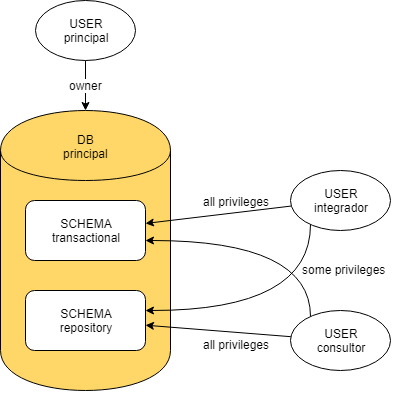 USER
principal
owner
DB
principal
all privileges
USER
integrador
SCHEMA
transactional
some privileges
SCHEMA
repository
all privileges
USER
consultor